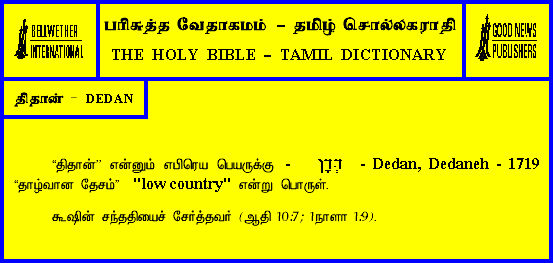 BELLWETHER
INTERNATIONAL
பரிசுத்த வேதாகமம் – தமிழ் சொல்லகராதி
THE HOLY BIBLE – TAMIL DICTIONARY
GOOD NEWS
PUBLISHERS
திதான் – DEDAN
“திதான்” என்னும் எபிரெய பெயருக்கு - דְּדָן - Dedan, Dedaneh - 1719
“தாழ்வான தேசம்” "low country" என்று பொருள்.
கூஷின் சந்ததியைச் சேர்த்தவர் (ஆதி 10:7; 1நாளா 1:9).